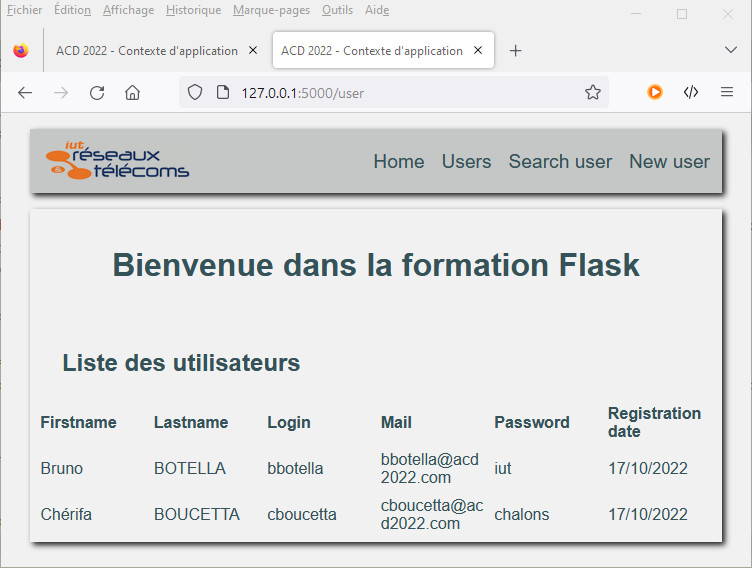 Fichier Édition Affichage Historique Marque-pages Outils Aide
ACD 2022 - Contexte d'application ACD 2022 - Contexte d'application
127.0.0.1:5000/user
iut
réseaux
& télécoms
Home Users Search user New user
Bienvenue dans la formation Flask
Liste des utilisateurs
Firstname Lastname Login Mail Password Registration date
Bruno BOTELLA bbotella bbotella@acd2022.com iut 17/10/2022
Chérifa BOUCETTA cboucetta cboucetta@acd2022.com chalons 17/10/2022